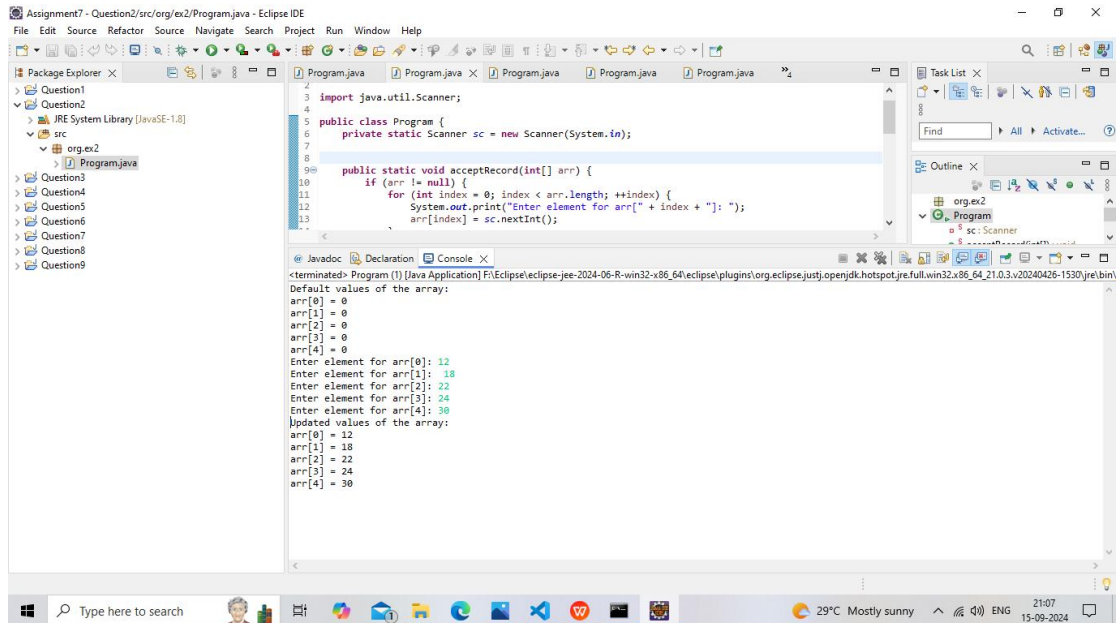 Assignment7 - Question2/src/org/ex2/Program.java - Eclipse IDE
File Edit Source Refactor Source Navigate Search Project Run Window Help
Package Explorer
Question1
Question2
JRE System Library [JavaSE-1.8]
src
org.ex2
Program.java
Question3
Question4
Question5
Question6
Question7
Question8
Question9
Program.java Program.java Program.java Program.java Program.java 4
2
3 import java.util.Scanner;
4
5 public class Program {
6 private static Scanner sc = new Scanner(System.in);
7
8
9 public static void acceptRecord(int[] arr) {
10 if (arr != null) {
11 for (int index = 0; index < arr.length; ++index) {
12 System.out.print("Enter element for arr[" + index + "]: ");
13 arr[index] = sc.nextInt();
Task List
Find All Activate...
Outline
org.ex2
Program
sc : Scanner
Javadoc Declaration Console
<terminated> Program (1) [Java Application] F:\Eclipse\eclipse-jee-2024-06-R-win32-x86_64\eclipse\plugins\org.eclipse.justj.openjdk.hotspot.jre.full.win32.x86_64_21.0.3.v20240426-1530\jre\bin\
Default values of the array:
arr[0] = 0
arr[1] = 0
arr[2] = 0
arr[3] = 0
arr[4] = 0
Enter element for arr[0]: 12
Enter element for arr[1]:  18
Enter element for arr[2]: 22
Enter element for arr[3]: 24
Enter element for arr[4]: 30
Updated values of the array:
arr[0] = 12
arr[1] = 18
arr[2] = 22
arr[3] = 24
arr[4] = 30
Type here to search
29°C Mostly sunny
ENG
21:07
15-09-2024